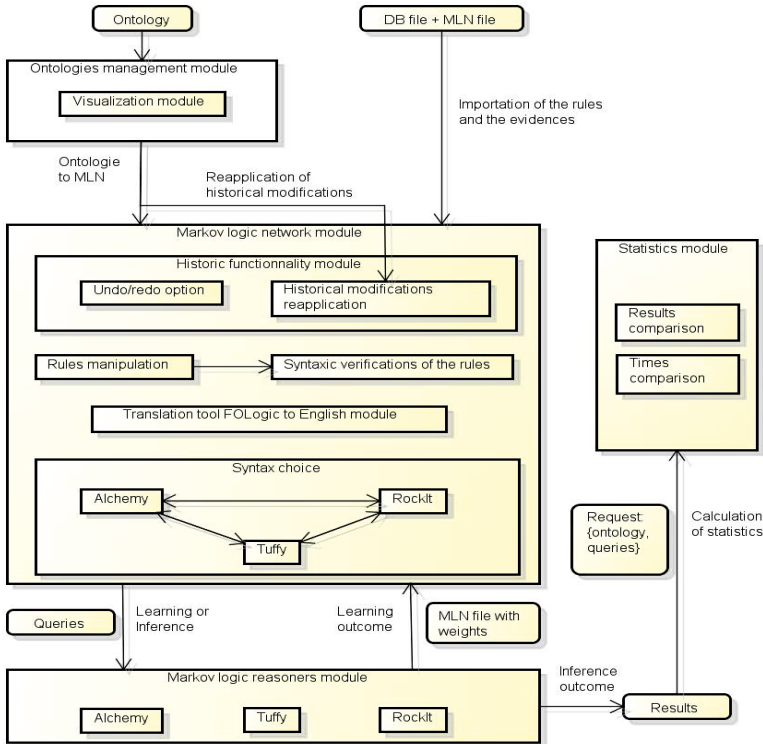 Ontology
DB file + MLN file
Ontologies management module
Visualization module
Importation of the rules
and the evidences
Ontologie
to MLN
Reapplication of
historical modifications
Markov logic network module
Historic functionnality module
Undo/redo option
Historical modifications
reapplication
Rules manipulation
Syntaxic verifications of the rules
Translation tool FOLogic to English module
Syntax choice
Alchemy
RockIt
Tuffy
Statistics module
Results
comparison
Times
comparison
Request:
{ontology,
queries}
Calculation
of statistics
Queries
Learning or
Inference
Learning
outcome
MLN file with
weights
Markov logic reasoners module
Alchemy
Tuffy
RockIt
Inference
outcome
Results